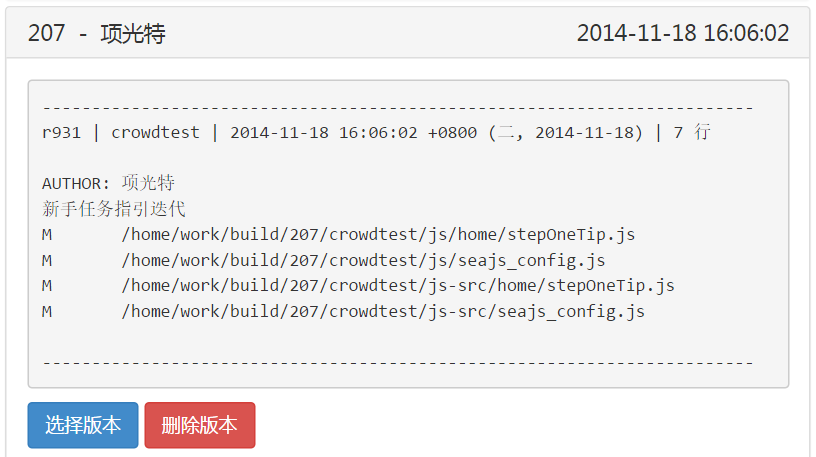 207 - 项光特 2014-11-18 16:06:02
------------------------------------------------------------------------
r931 | crowdtest | 2014-11-18 16:06:02 +0800 (二, 2014-11-18) | 7 行
AUTHOR: 项光特
新手任务指引迭代
M       /home/work/build/207/crowdtest/js/home/stepOneTip.js
M       /home/work/build/207/crowdtest/js/seajs_config.js
M       /home/work/build/207/crowdtest/js-src/home/stepOneTip.js
M       /home/work/build/207/crowdtest/js-src/seajs_config.js
------------------------------------------------------------------------
选择版本 删除版本